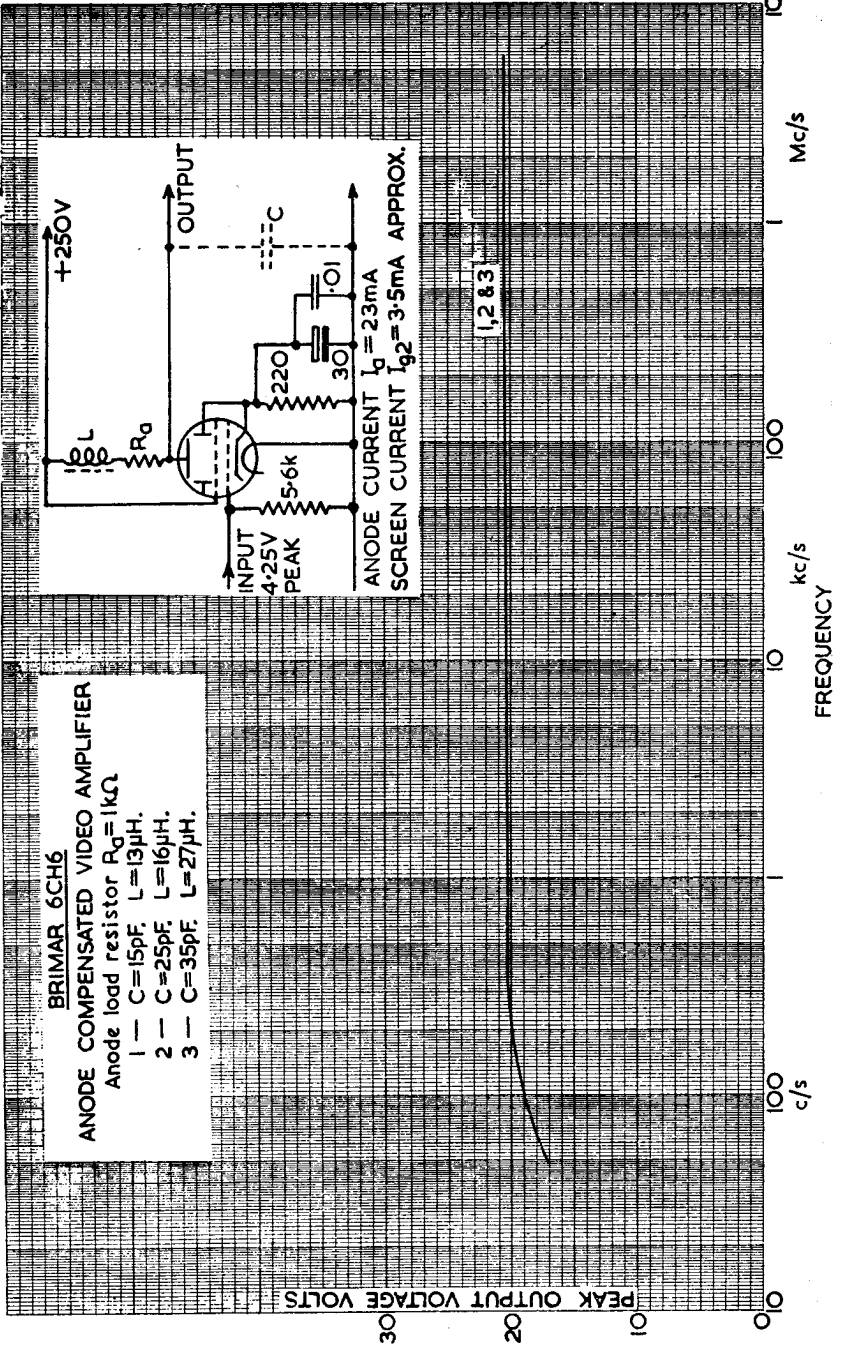 BRIMAR 6CH6
ANODE COMPENSATED VIDEO AMPLIFIER
Anode load resistor Ra=1kΩ
1 — C=15pF, L=13µH.
2 — C=25pF, L=16µH.
3 — C=35pF, L=27µH.
+250V
L
Ra
OUTPUT
C
INPUT
4·25V
PEAK
5·6k
220
30
·01
ANODE CURRENT Ia=23mA
SCREEN CURRENT Ig2=3·5mA APPROX.
1,2 &3
PEAK OUTPUT VOLTAGE VOLTS
30
20
10
0
10
100
1
10
100
1
10
c/s
kc/s
Mc/s
FREQUENCY